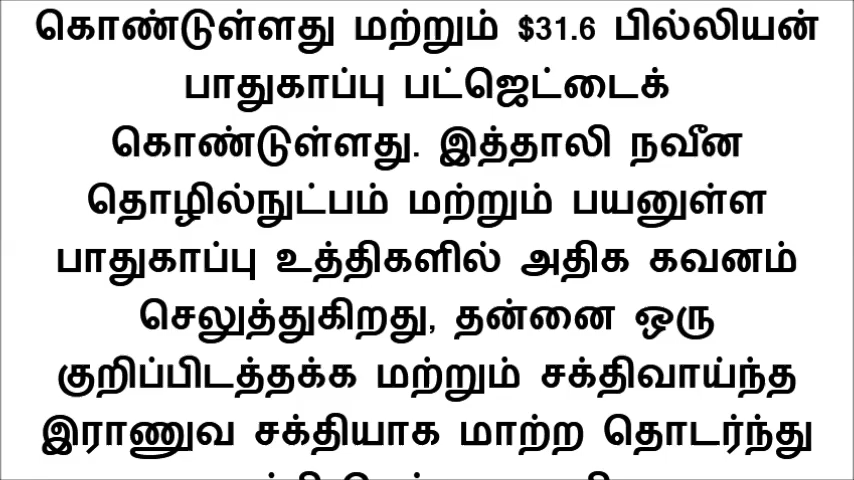 கொண்டுள்ளது மற்றும் $31.6 பில்லியன்
பாதுகாப்பு பட்ஜெட்டைக்
கொண்டுள்ளது. இத்தாலி நவீன
தொழில்நுட்பம் மற்றும் பயனுள்ள
பாதுகாப்பு உத்திகளில் அதிக கவனம்
செலுத்துகிறது, தன்னை ஒரு
குறிப்பிடத்தக்க மற்றும் சக்திவாய்ந்த
இராணுவ சக்தியாக மாற்ற தொடர்ந்து